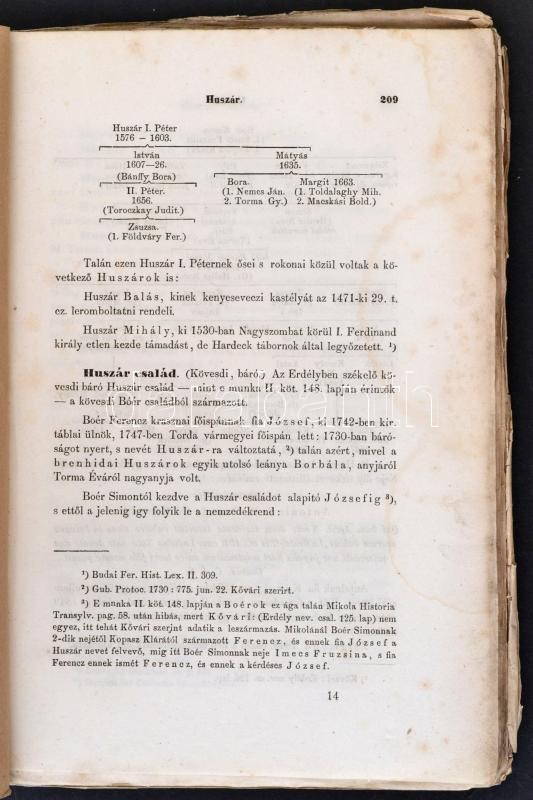 Huszár. 209
Huszár I. Péter
1576 - 1603.
István Mátyás
1607—26. 1635.
(Bánffy Bora) Bora. Margit 1663.
II. Péter. (1. Nemes Ján. (1. Toldalaghy Mih.
1656. 2. Torma Gy.) 2. Macskási Bold.)
(Toroczkay Judit.)
Zsuzsa.
(1. Földváry Fer.)
Talán ezen Huszár I. Péternek ősei s rokonai közül voltak a kö-
vetkező Huszárok is:
Huszár Balás, kinek kenyeseveczi kastélyát az 1471-ki 29. t.
cz. leromboltatni rendeli.
Huszár Mihály, ki 1530-ban Nagyszombat körül I. Ferdinand
király etlen kezde támadást, de Hardeck tábornok által legyőzetett. ¹)
Huszár család. (Kövesdi, báró.) Az Erdélyben székelő kö-
vesdi báró Huszár család — mint e munka II. köt. 148. lapján érintők
— a kövesdi Boér családból származott.
Boér Ferencz krasznai főispánnak fia József, ki 1742-ben kir.
táblai ülnök, 1747-ben Torda vármegyei főispán lett: 1730-ban báró-
ságot nyert, s nevét Huszár-ra változtatá, ²) talán azért, mivel a
brenhidai Huszárok egyik utolsó leánya Borbála, anyjáról
Torma Éváról nagyanyja volt.
Boér Simontól kezdve a Huszár családot alapitó Józsefig ³),
s ettől a jelenig igy folyik le a nemzedékrend:
¹) Budai Fer. Hist. Lex. II. 309.
²) Gub. Protoc. 1730: 775. jun. 22. Kővári szerirt.
³) E munka II. köt. 148. lapján a Boérok ez ága talán Mikola Historia
Transylv. pag. 58. után hibás, mert Kővári: (Erdély nev. csal. 125. lap) nem
egyez, itt tehát Kővári szerjnt adatik a leszármazás. Mikolánál Boér Simonnak
2-dik nejétől Kopasz Klárától származott Ferencz, és ennek fia József a
Huszár nevet felvevő, mig itt Boér Simonnak neje Imecs Fruzsina, s fia
Ferencz ennek ismét Ferencz, és ennek a kérdéses József.
14